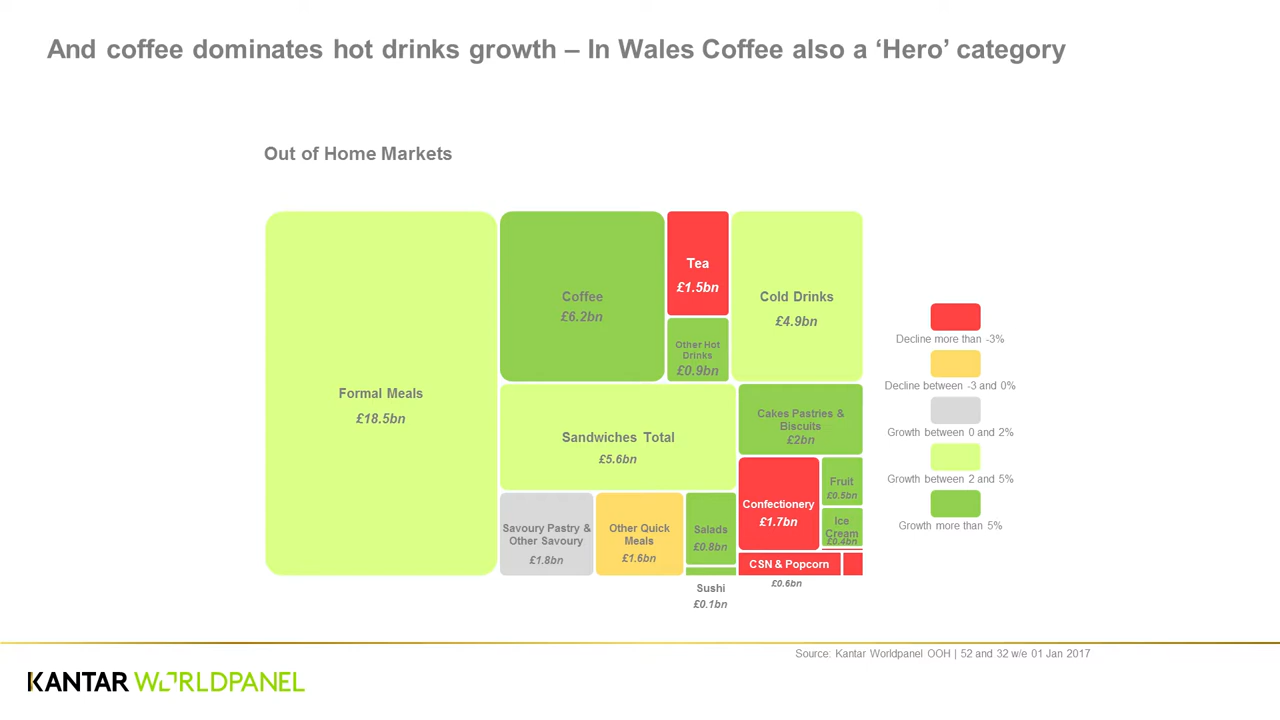 And coffee dominates hot drinks growth – In Wales Coffee also a ‘Hero’ category
Out of Home Markets
Formal Meals
£18.5bn
Coffee
£6.2bn
Tea
£1.5bn
Other Hot
Drinks
£0.9bn
Cold Drinks
£4.9bn
Sandwiches Total
£5.6bn
Cakes Pastries &
Biscuits
£2bn
Savoury Pastry &
Other Savoury
£1.8bn
Other Quick
Meals
£1.6bn
Salads
£0.8bn
Sushi
£0.1bn
Confectionery
£1.7bn
Fruit
£0.5bn
Ice
Cream
£0.4bn
CSN & Popcorn
£0.6bn
Decline more than -3%
Decline between -3 and 0%
Growth between 0 and 2%
Growth between 2 and 5%
Growth more than 5%
Source: Kantar Worldpanel OOH | 52 and 32 w/e 01 Jan 2017
KANTAR WORLDPANEL